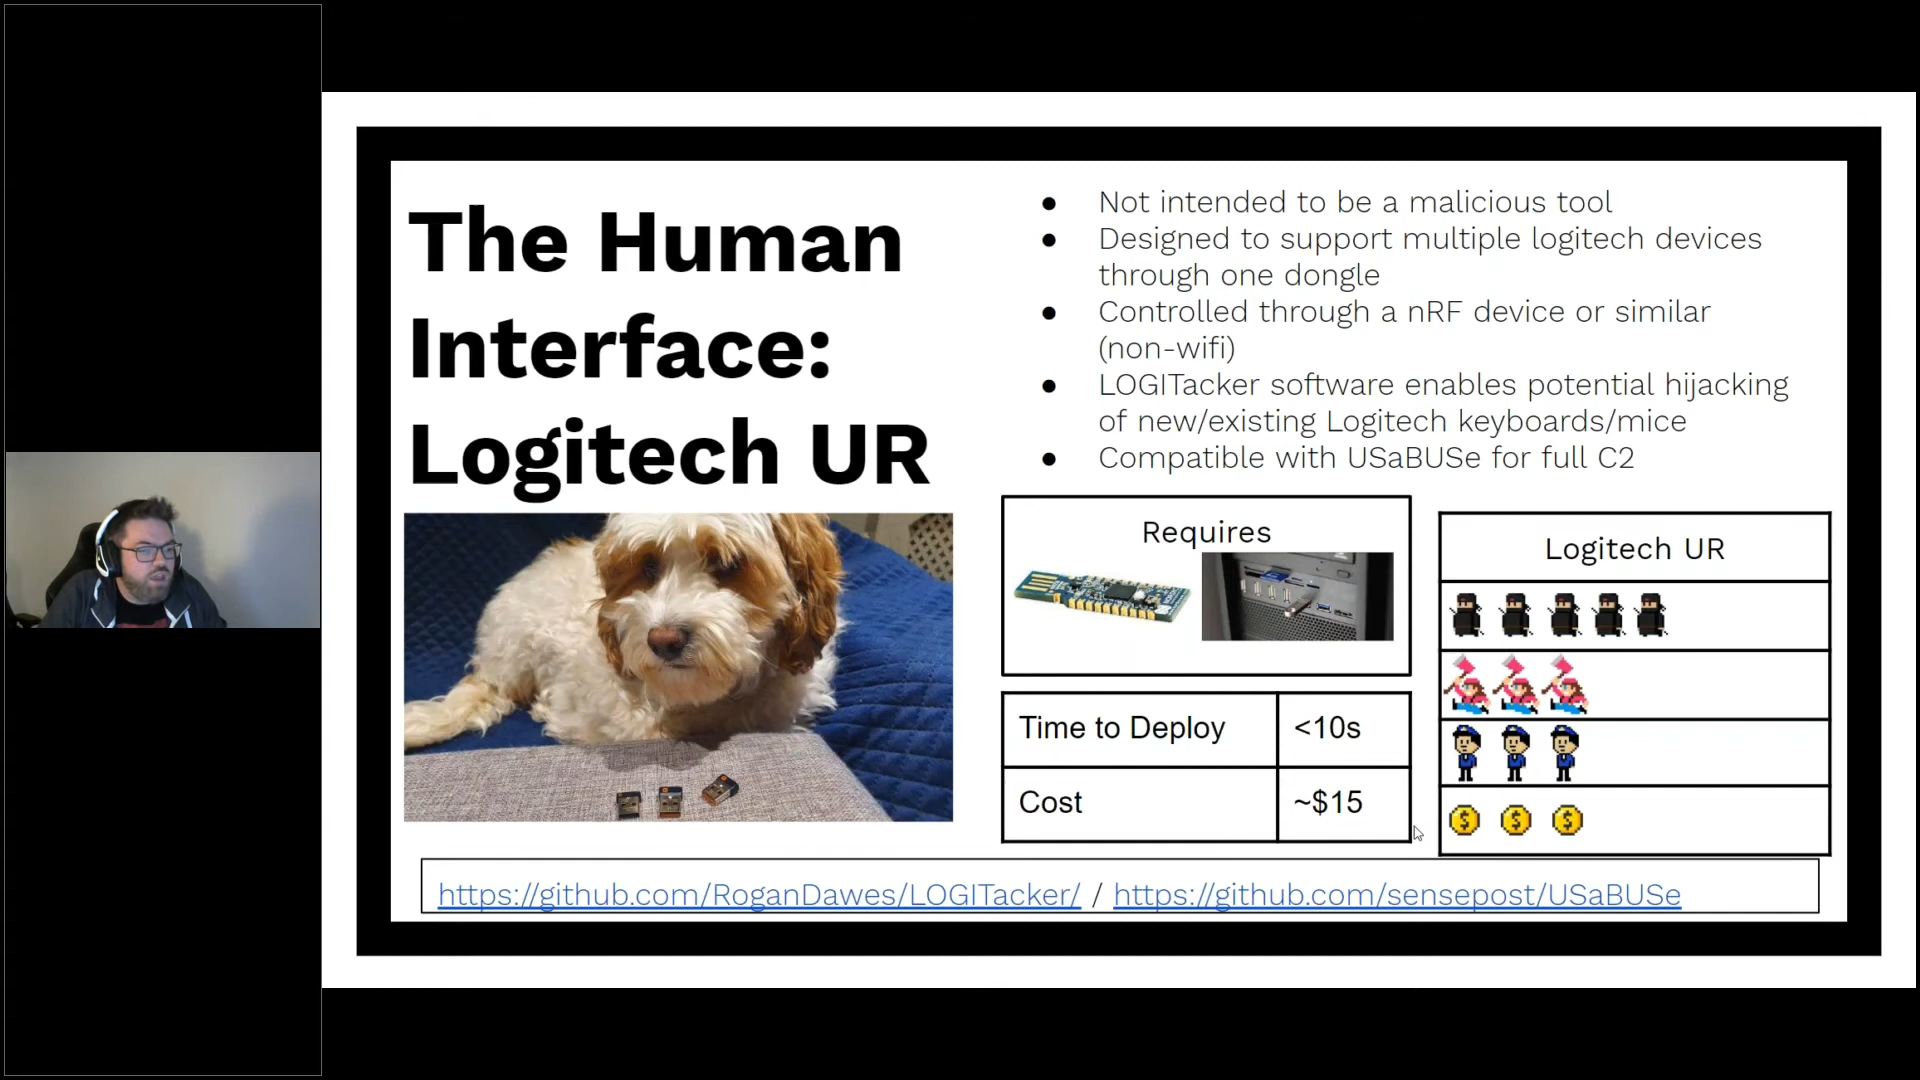 The Human
Interface:
Logitech UR
Not intended to be a malicious tool
Designed to support multiple logitech devices
through one dongle
Controlled through a nRF device or similar
(non-wifi)
LOGITacker software enables potential hijacking
of new/existing Logitech keyboards/mice
Compatible with USaBUSe for full C2
Requires
Time to Deploy <10s
Cost ~$15
Logitech UR
https://github.com/RoganDawes/LOGITacker/ / https://github.com/sensepost/USaBUSe